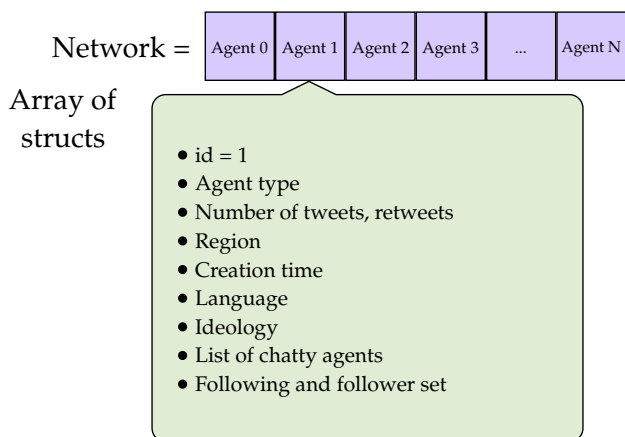 Network = Agent 0 Agent 1 Agent 2 Agent 3 ... Agent N
Array of
structs
• id = 1
• Agent type
• Number of tweets, retweets
• Region
• Creation time
• Language
• Ideology
• List of chatty agents
• Following and follower set